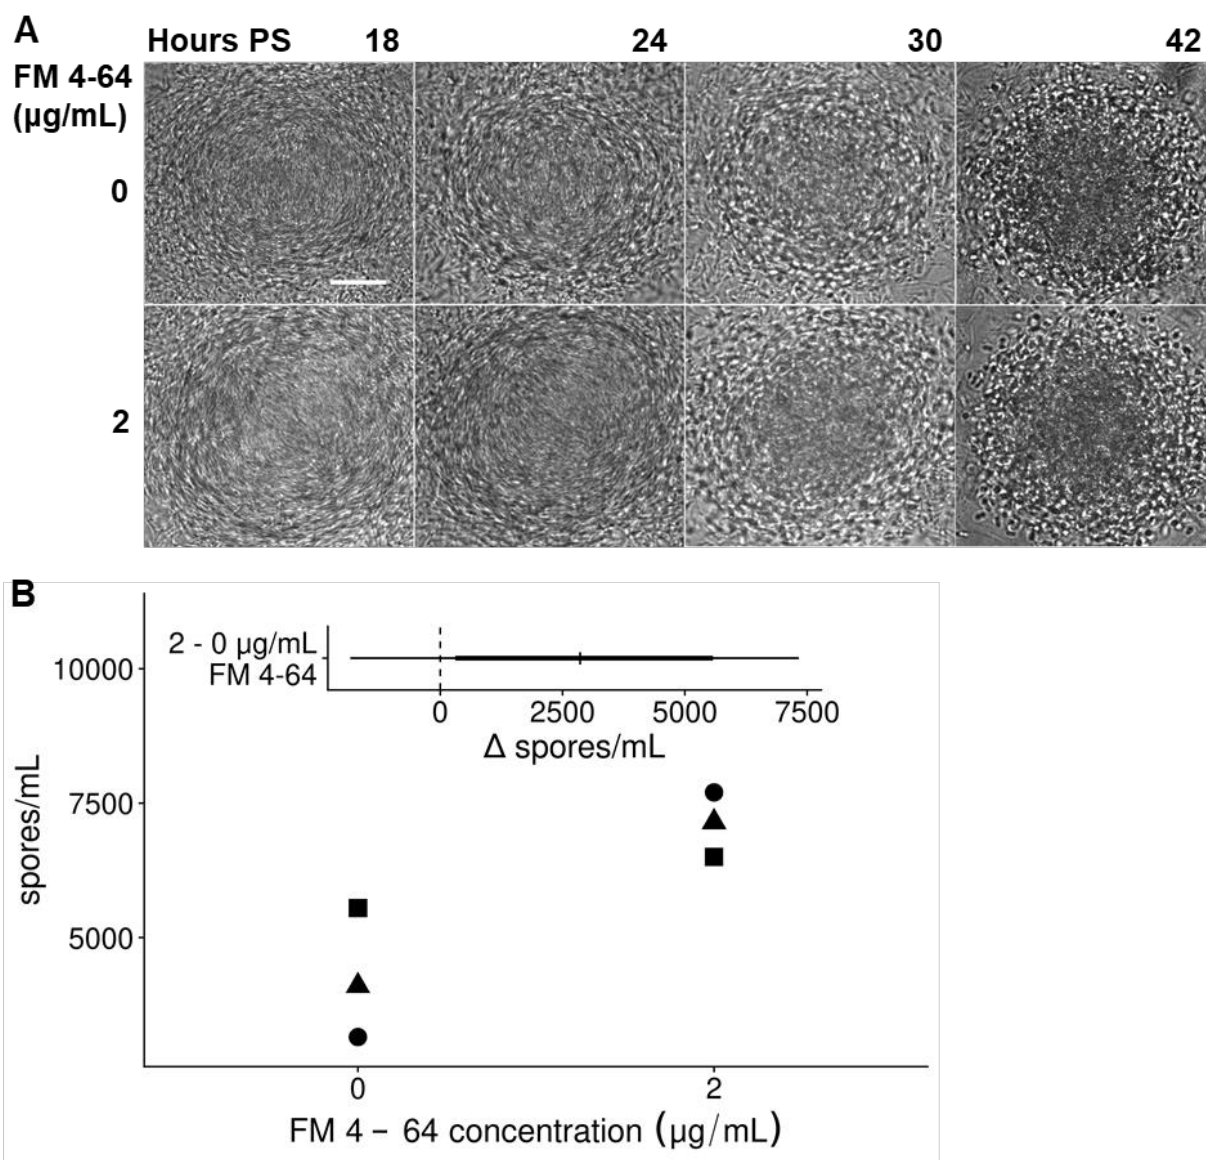 A
Hours PS 18 24 30 42
FM 4-64
(µg/mL)
0
2
B
2 - 0 µg/mL
FM 4-64
0 2500 5000 7500
Δ spores/mL
10000
7500
5000
spores/mL
0 2
FM 4 – 64 concentration (µg/mL)